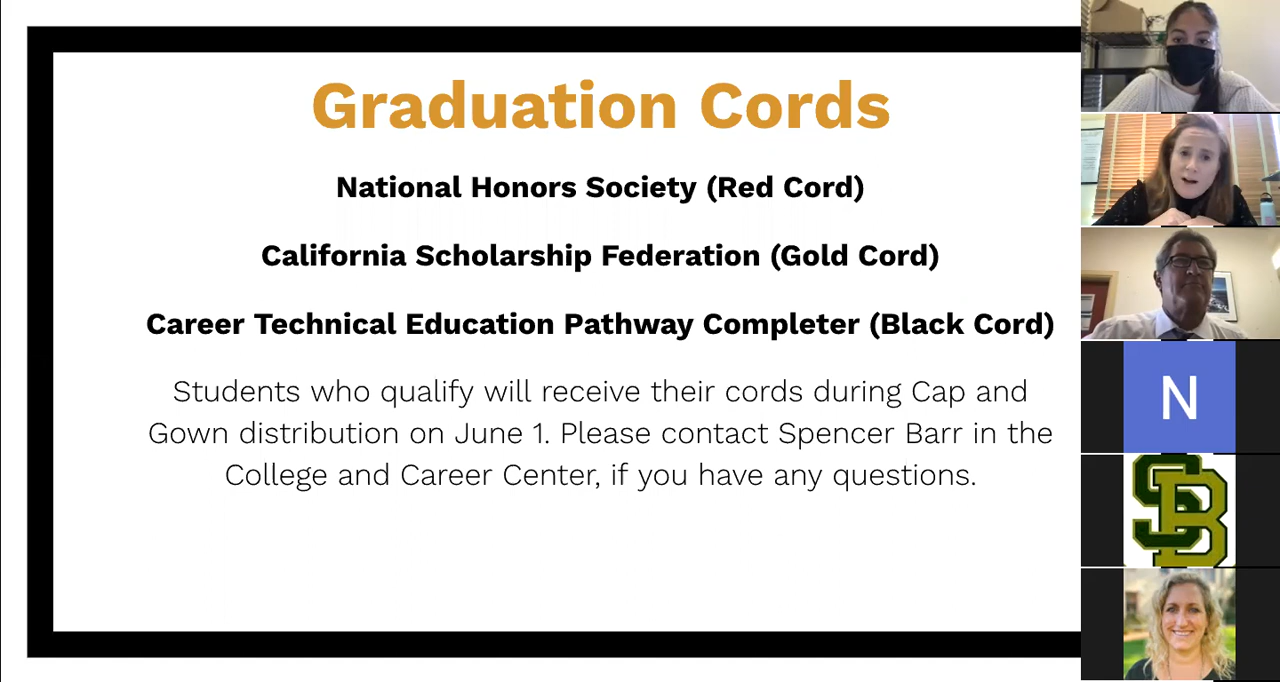 Graduation Cords
National Honors Society (Red Cord)
California Scholarship Federation (Gold Cord)
Career Technical Education Pathway Completer (Black Cord)
Students who qualify will receive their cords during Cap and
Gown distribution on June 1. Please contact Spencer Barr in the
College and Career Center, if you have any questions.
N
SB